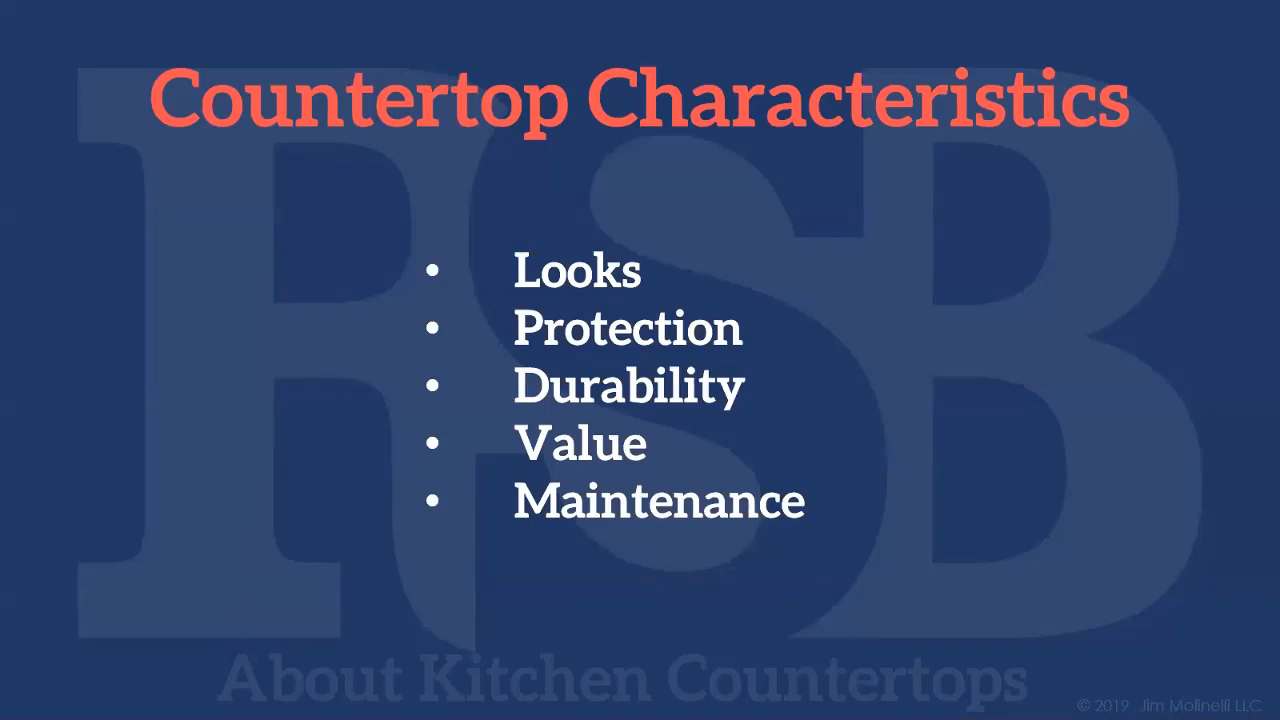 Countertop Characteristics
• Looks
• Protection
• Durability
• Value
• Maintenance
RSB
About Kitchen Countertops
© 2019 Jim Molinelli LLC